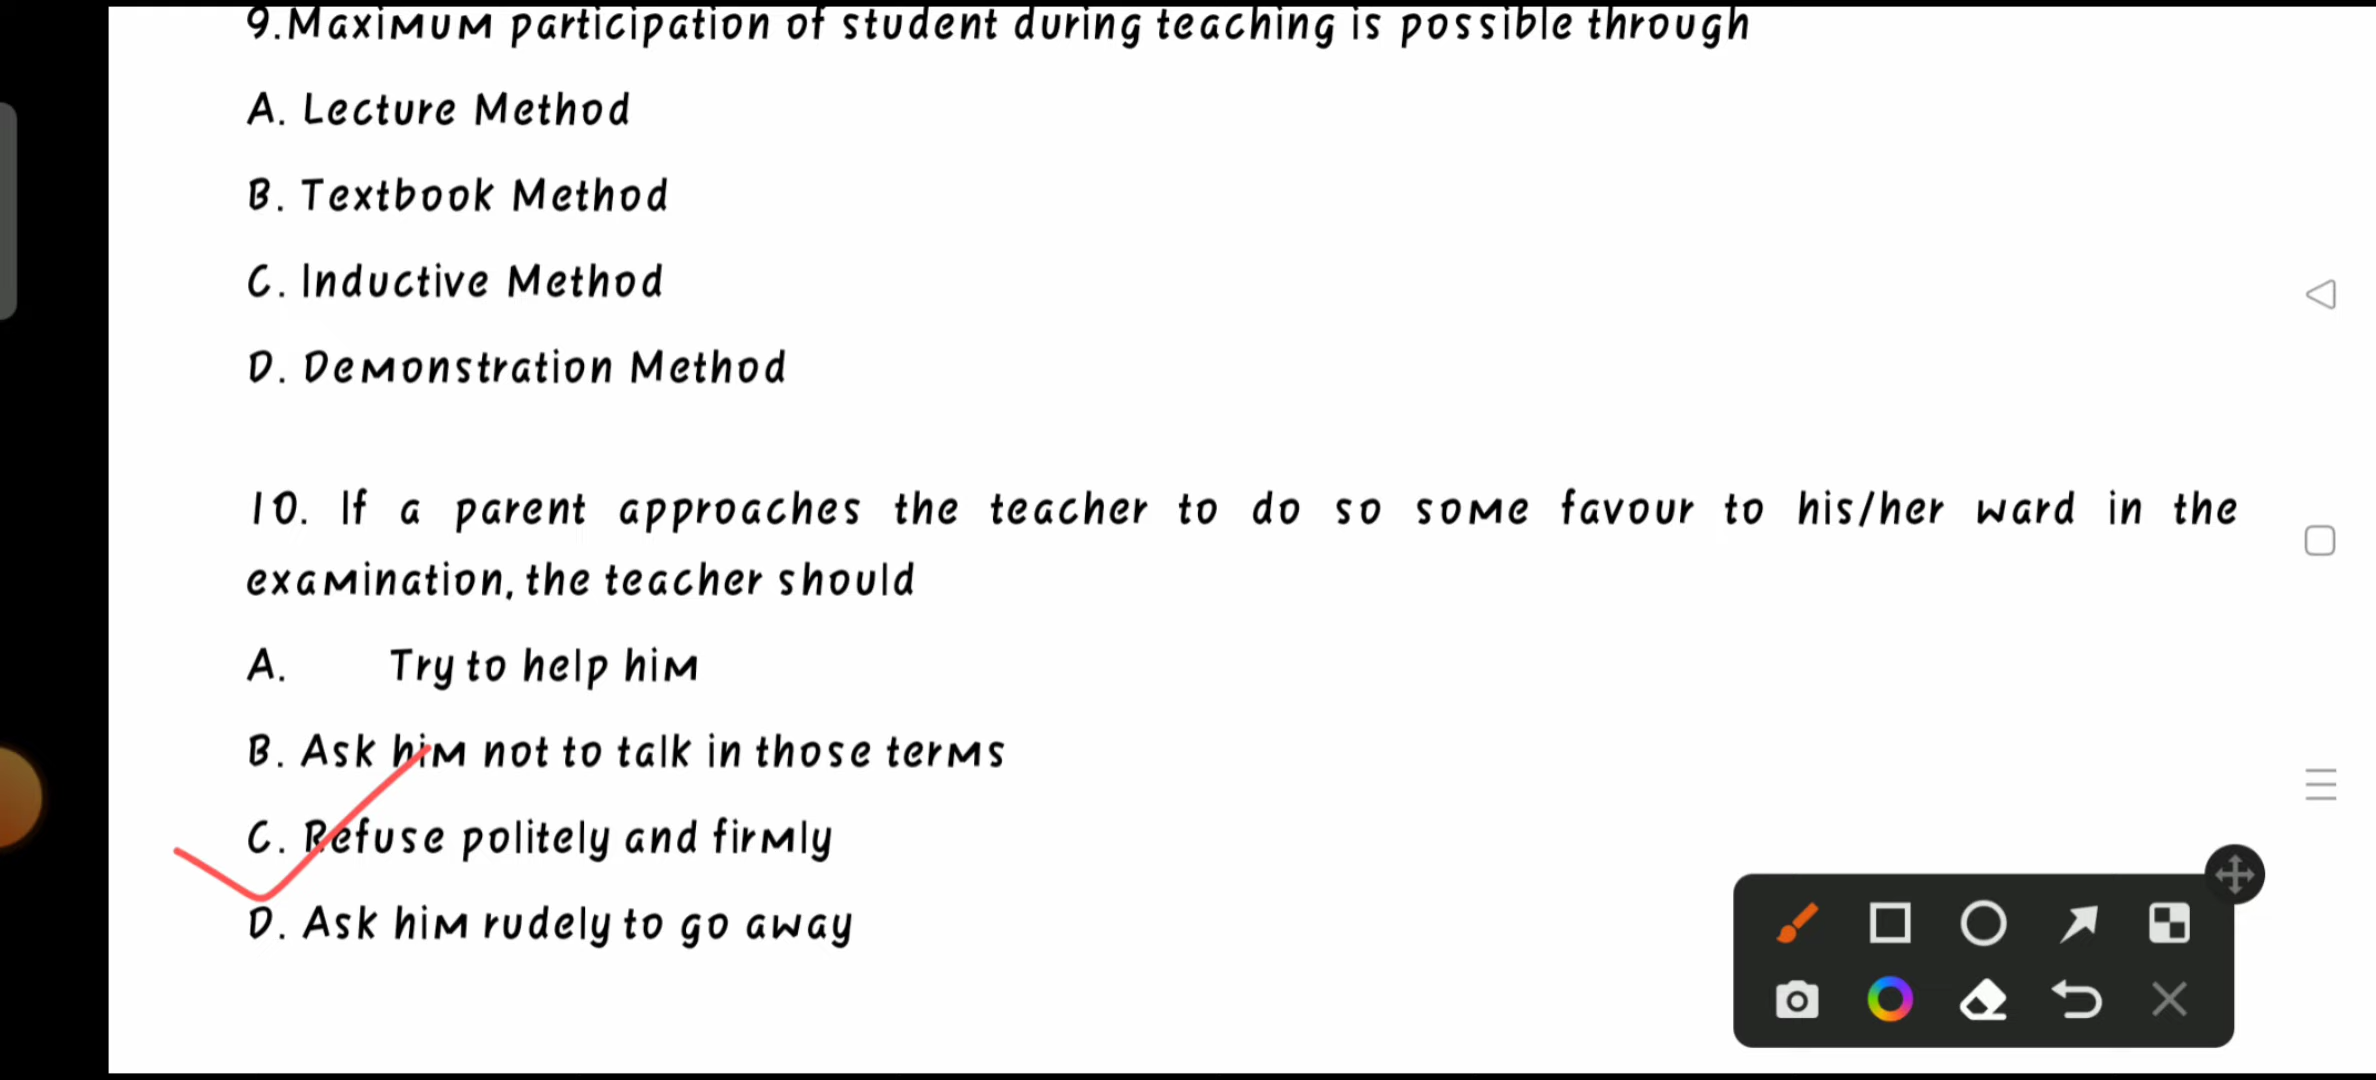 9.Maximum participation of student during teaching is possible through
A. Lecture Method
B. Textbook Method
C. Inductive Method
D. Demonstration Method
10. If a parent approaches the teacher to do so some favour to his/her ward in the
examination, the teacher should
A. Try to help him
B. Ask him not to talk in those terms
C. Refuse politely and firmly
D. Ask him rudely to go away